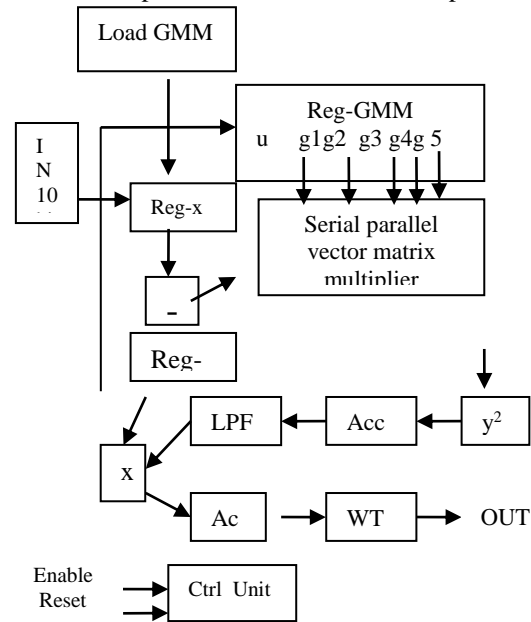 Load GMM
Reg-GMM
u g1g2 g3 g4g 5
I
N
10
Reg-x
Serial parallel
vector matrix
multiplier
-
Reg-
LPF
Acc
y²
x
Ac
WT
OUT
Enable
Reset
Ctrl Unit